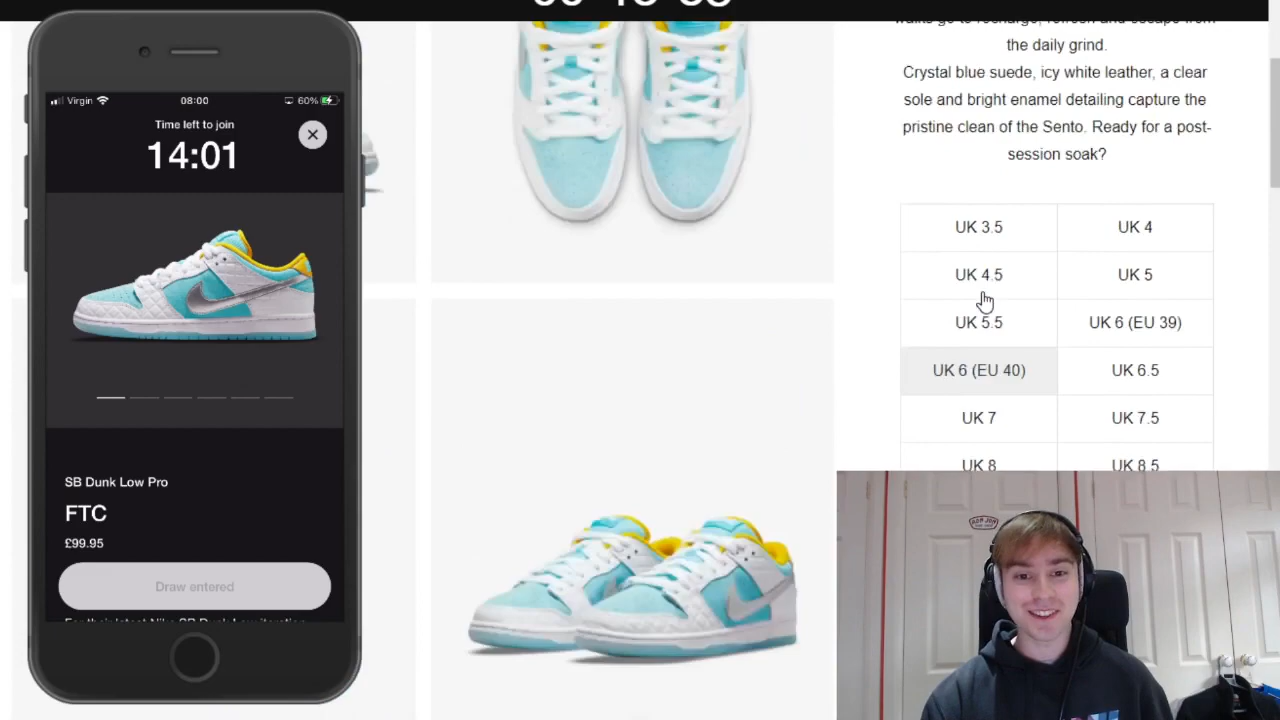 Virgin
08:00
60%
Time left to join
14:01
SB Dunk Low Pro
FTC
£99.95
Draw entered
the daily grind.
Crystal blue suede, icy white leather, a clear
sole and bright enamel detailing capture the
pristine clean of the Sento. Ready for a post-
session soak?
UK 3.5
UK 4
UK 4.5
UK 5
UK 5.5
UK 6 (EU 39)
UK 6 (EU 40)
UK 6.5
UK 7
UK 7.5
UK 8
UK 8.5